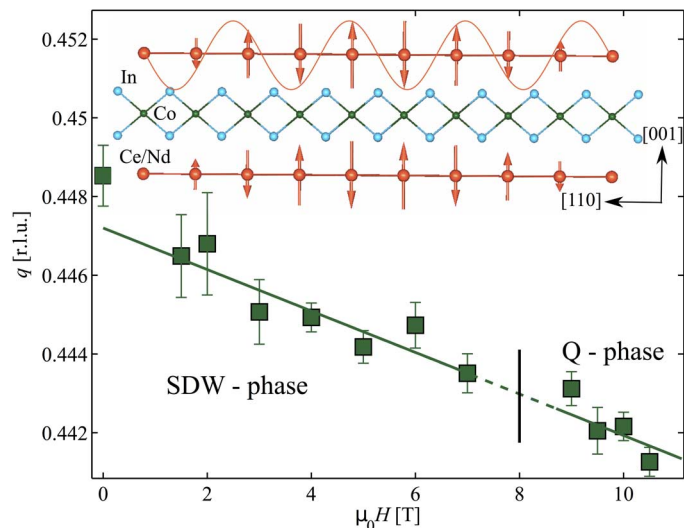 0.452
0.45
0.448
0.446
0.444
0.442
q [r.l.u.]
In
Co
Ce/Nd
[001]
[110]
SDW - phase
Q - phase
0 2 4 6 8 10
μ₀H [T]